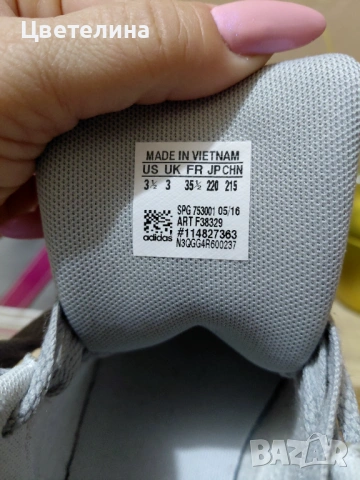 Цветелина
MADE IN VIETNAM
US UK FR JP CHN
3½ 3 35½ 220 215
SPG 753001 05/16
ART F38329
#114827363
adidas N3QGG4R600237
BAZAR